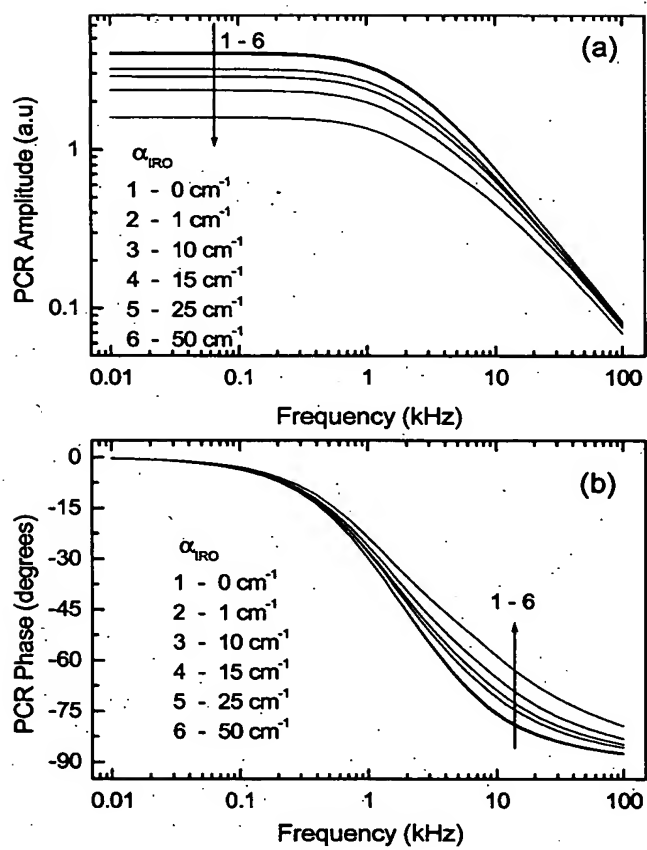 (a)
1 - 6
PCR Amplitude (a.u)
1
0.1
α_IRO
1 - 0 cm⁻¹
2 - 1 cm⁻¹
3 - 10 cm⁻¹
4 - 15 cm⁻¹
5 - 25 cm⁻¹
6 - 50 cm⁻¹
0.01 0.1 1 10 100
Frequency (kHz)
(b)
PCR Phase (degrees)
0
-15
-30
-45
-60
-75
-90
α_IRO
1 - 0 cm⁻¹
2 - 1 cm⁻¹
3 - 10 cm⁻¹
4 - 15 cm⁻¹
5 - 25 cm⁻¹
6 - 50 cm⁻¹
1 - 6
0.01 0.1 1 10 100
Frequency (kHz)